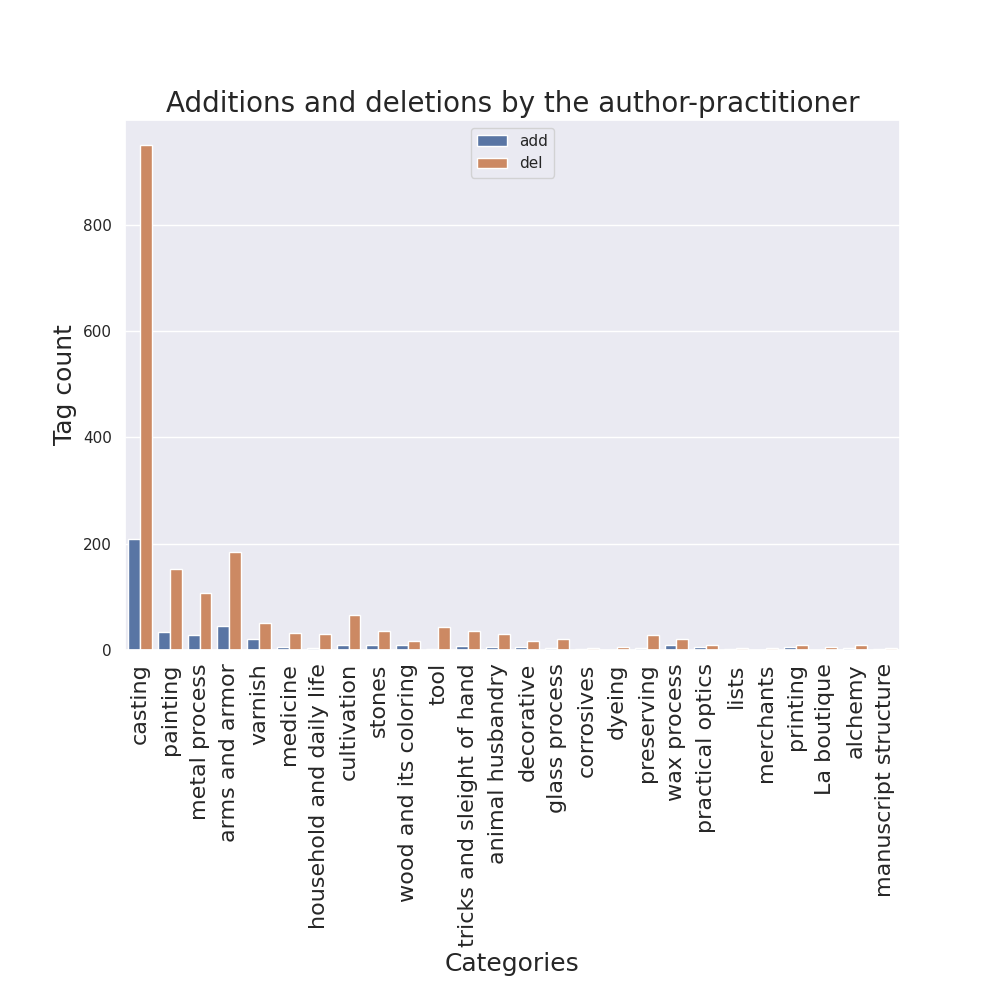 Additions and deletions by the author-practitioner
add
del
Tag count
800
600
400
200
0
casting
painting
metal process
arms and armor
varnish
medicine
household and daily life
cultivation
stones
wood and its coloring
tool
tricks and sleight of hand
animal husbandry
decorative
glass process
corrosives
dyeing
preserving
wax process
practical optics
lists
merchants
printing
La boutique
alchemy
manuscript structure
Categories